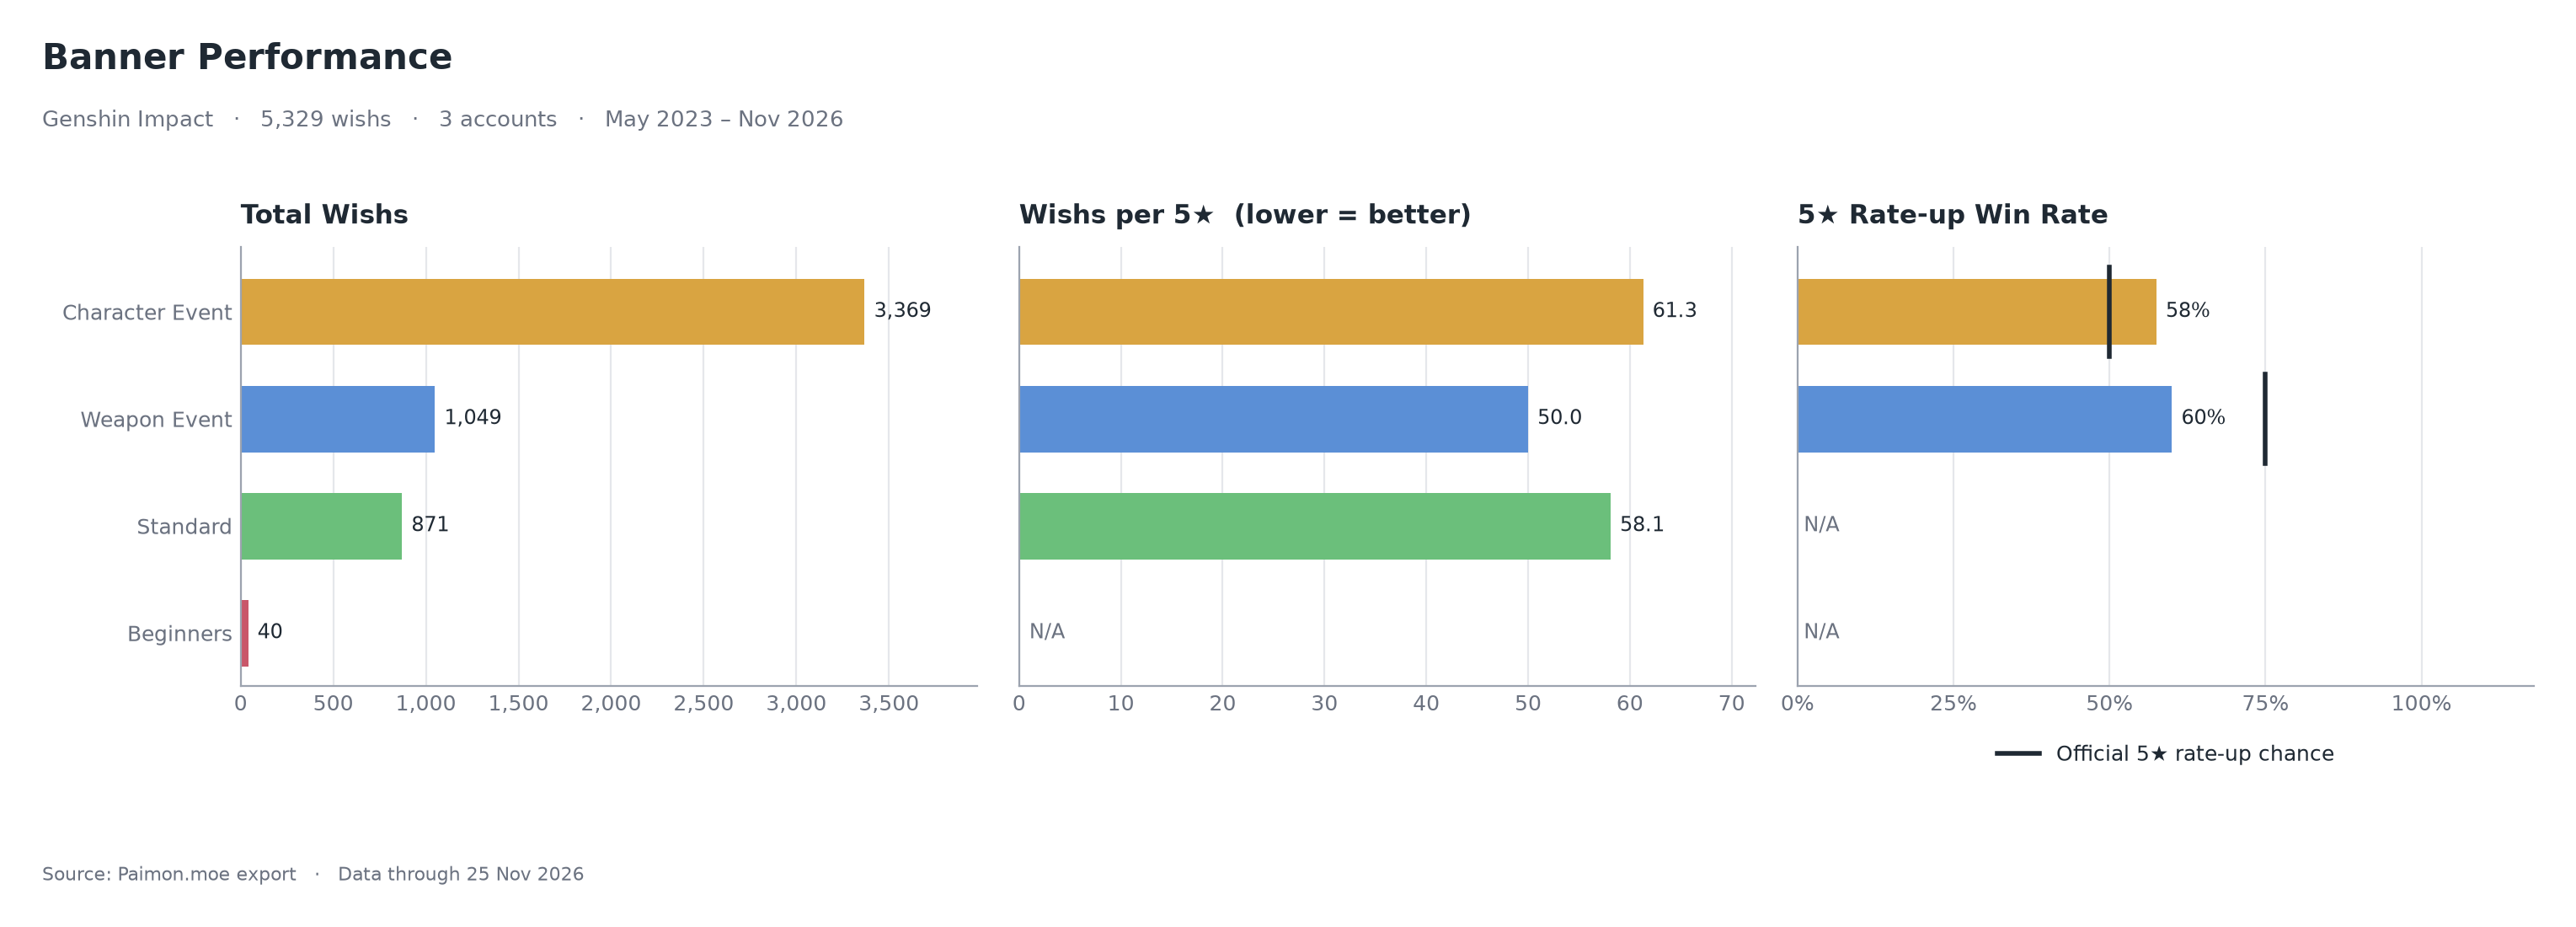 Banner Performance
Genshin Impact · 5,329 wishs · 3 accounts · May 2023 – Nov 2026
Total Wishs
Character Event
3,369
Weapon Event
1,049
Standard
871
Beginners
40
0 500 1,000 1,500 2,000 2,500 3,000 3,500
Wishs per 5★ (lower = better)
61.3
50.0
58.1
N/A
0 10 20 30 40 50 60 70
5★ Rate-up Win Rate
58%
60%
N/A
N/A
0% 25% 50% 75% 100%
Official 5★ rate-up chance
Source: Paimon.moe export · Data through 25 Nov 2026